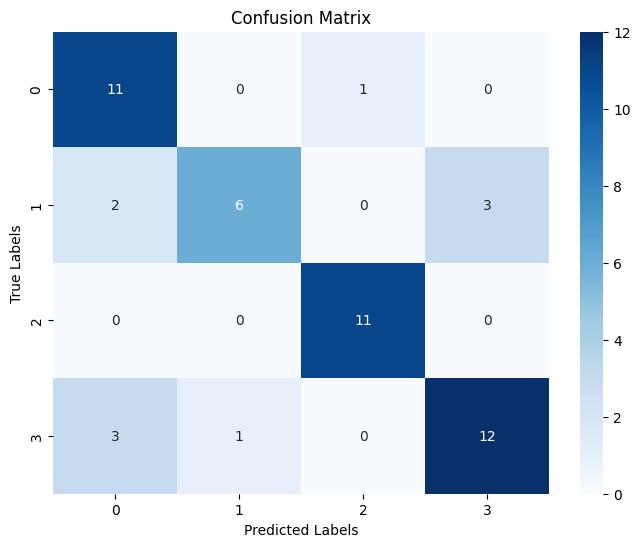 Confusion Matrix
True Labels
0 11 0 1 0
1 2 6 0 3
2 0 0 11 0
3 3 1 0 12
0 1 2 3
Predicted Labels
12
10
8
6
4
2
0